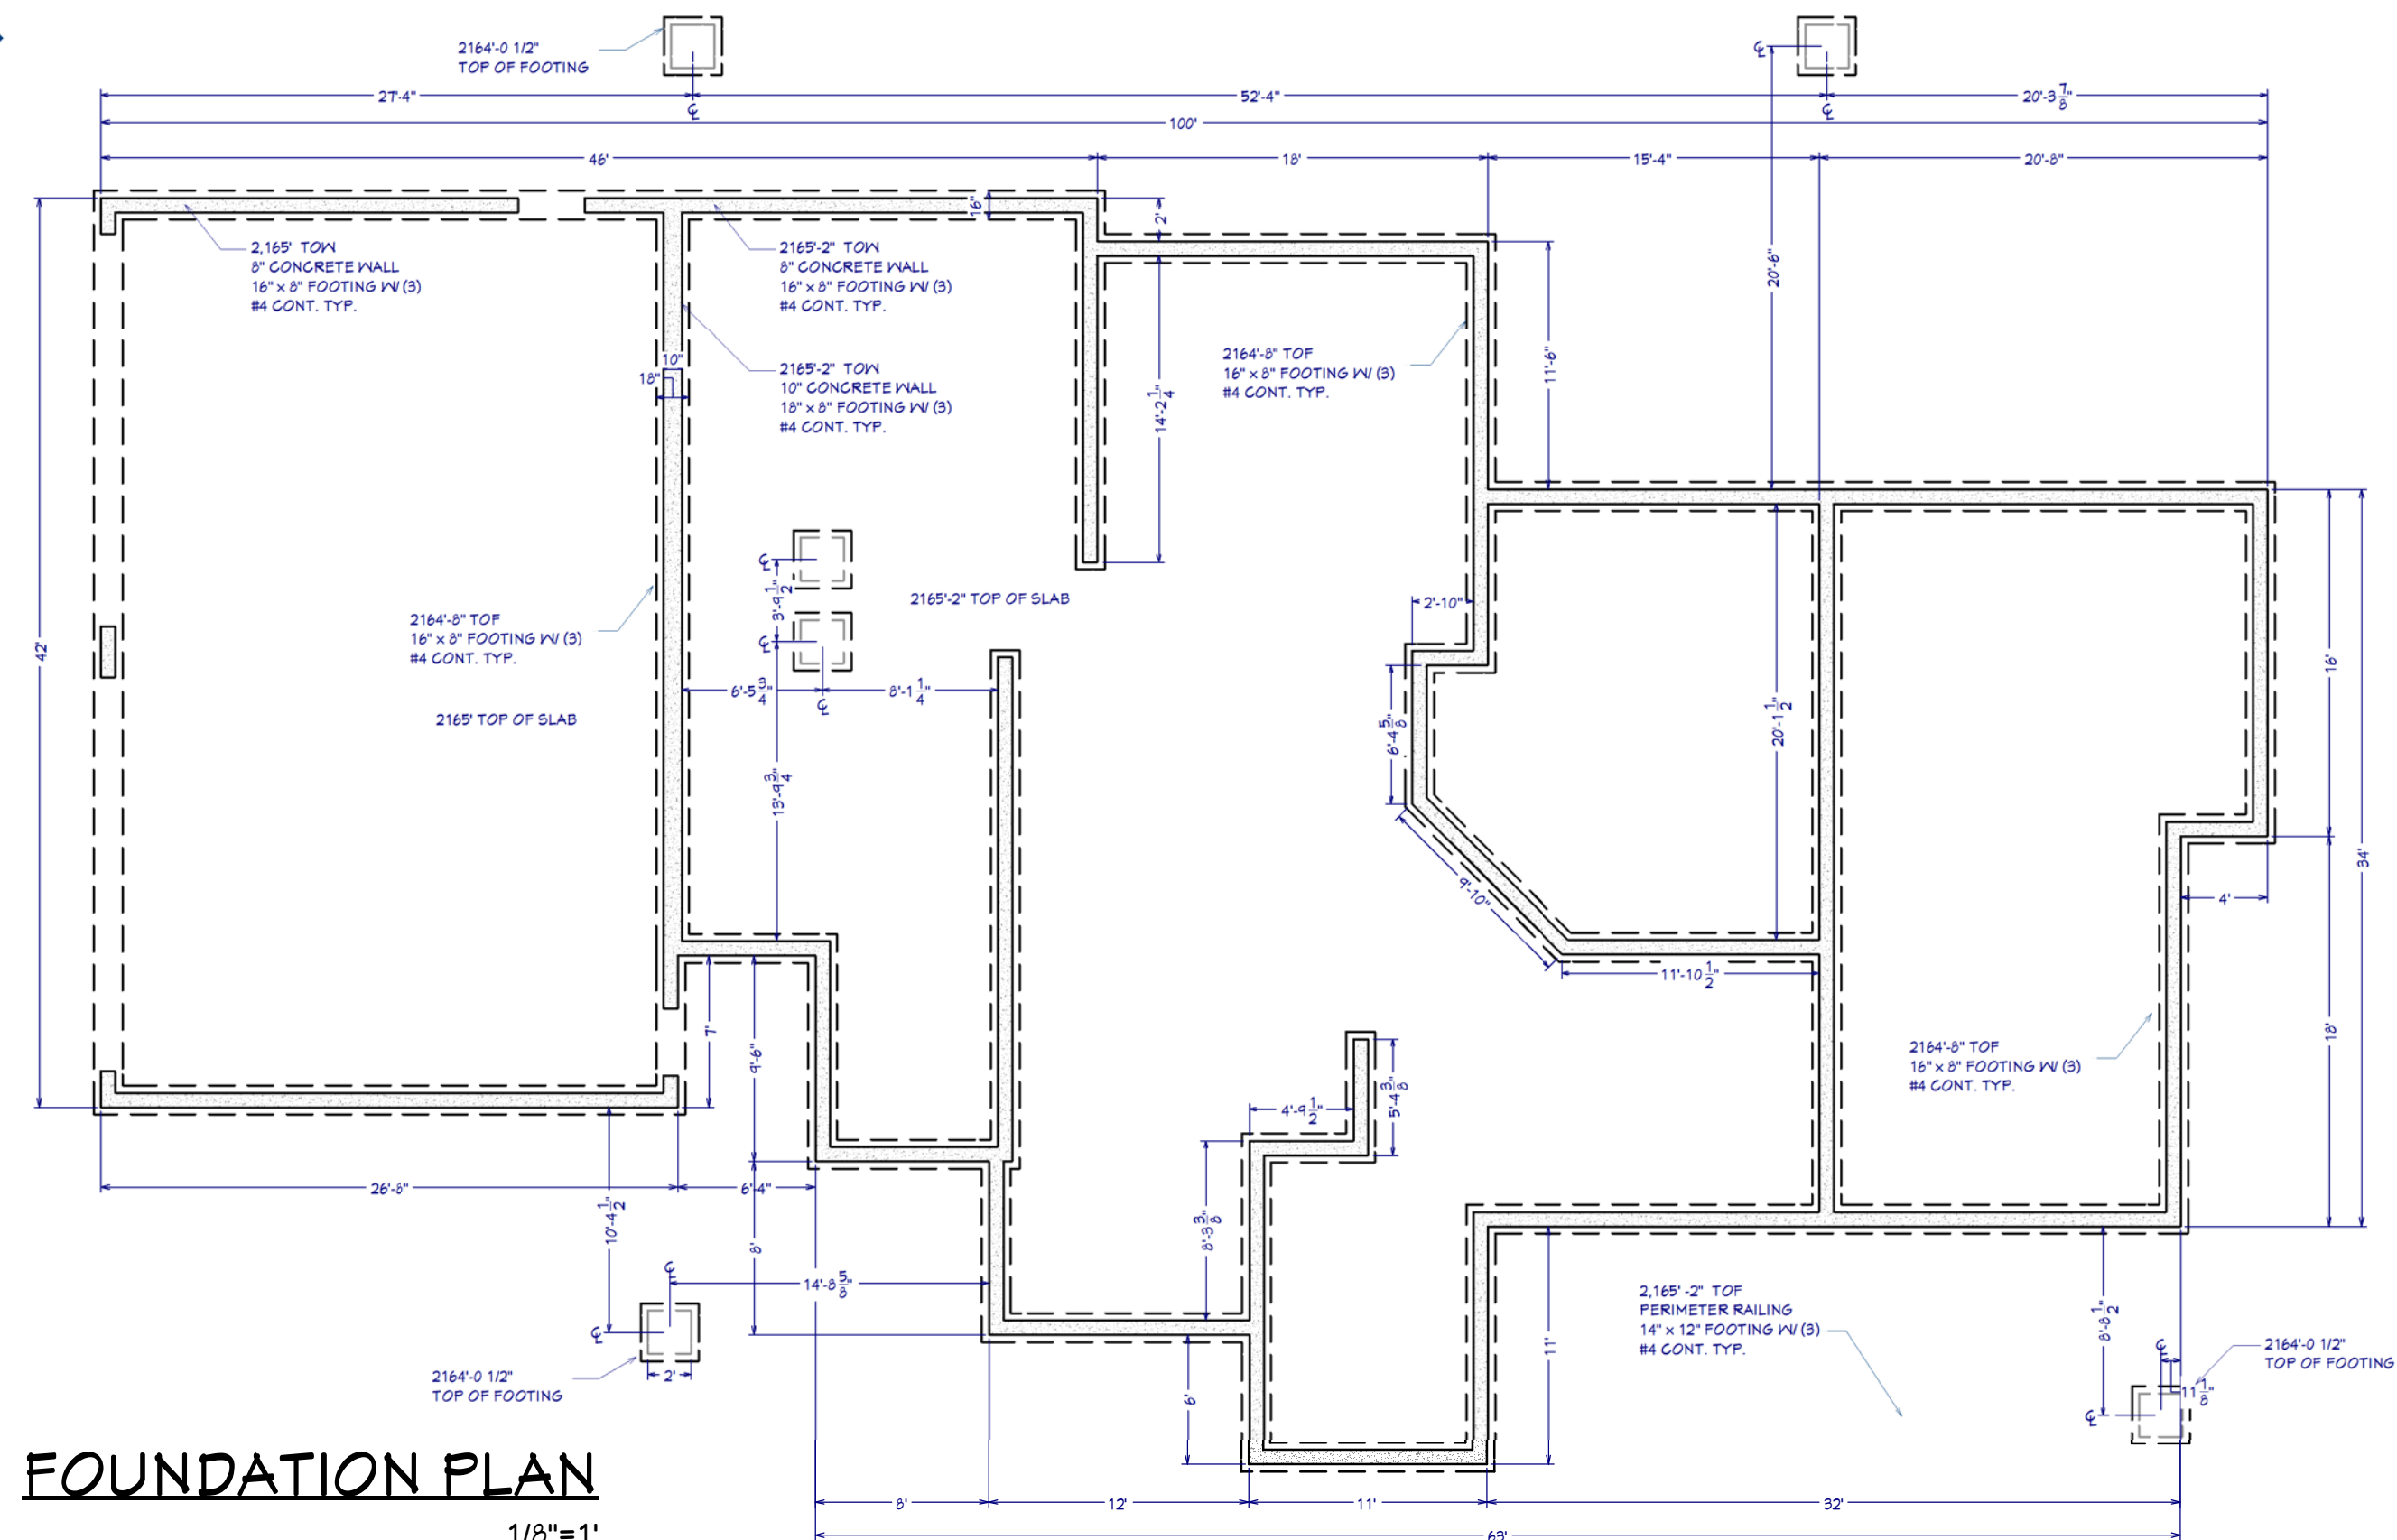 2164'-0 1/2"
TOP OF FOOTING
℄
27'-4"
52'-4"
20'-3 7/8"
℄
℄
100'
46'
18'
15'-4"
20'-8"
16"
2'
20'-6"
2,165' TOW
8" CONCRETE WALL
16" x 8" FOOTING W/ (3)
#4 CONT. TYP.
2165'-2" TOW
8" CONCRETE WALL
16" x 8" FOOTING W/ (3)
#4 CONT. TYP.
10"
18"
2165'-2" TOW
10" CONCRETE WALL
18" x 8" FOOTING W/ (3)
#4 CONT. TYP.
2164'-8" TOF
16" x 8" FOOTING W/ (3)
#4 CONT. TYP.
11'-6"
14'-2 1/4"
42'
℄
3'-9 1/2"
℄
2165'-2" TOP OF SLAB
2'-10"
2164'-8" TOF
16" x 8" FOOTING W/ (3)
#4 CONT. TYP.
6'-5 3/4"
8'-1 1/4"
℄
2165' TOP OF SLAB
6'-4 5/8"
20'-1 1/2"
16'
34'
13'-9 3/4"
9'-10"
4'
11'-10 1/2"
7'
9'-6"
18'
2164'-8" TOF
16" x 8" FOOTING W/ (3)
#4 CONT. TYP.
4'-9 1/2"
5'-4 3/8"
26'-8"
6'-4"
10'-4 1/2"
8'
8'-3 3/8"
℄
14'-8 5/8"
℄
2'
2164'-0 1/2"
TOP OF FOOTING
6'
11'
2,165' -2" TOF
PERIMETER RAILING
14" x 12" FOOTING W/ (3)
#4 CONT. TYP.
8'-8 1/2"
℄
2164'-0 1/2"
TOP OF FOOTING
11 1/8"
℄
FOUNDATION PLAN
1/8"=1'
8'
12'
11'
32'
63'